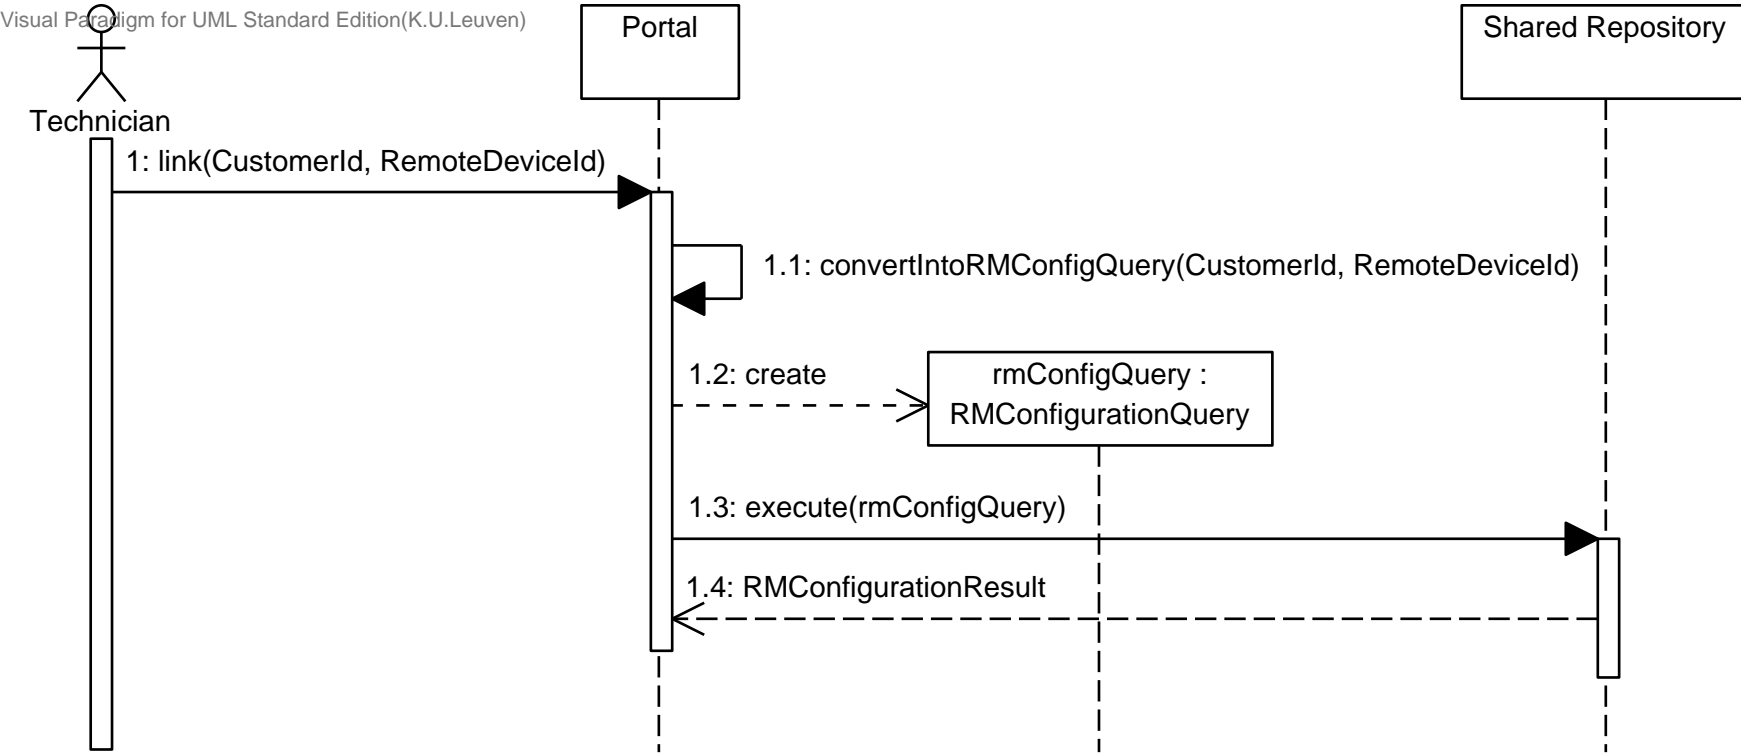 Visual Paradigm for UML Standard Edition(K.U.Leuven)
Portal
Shared Repository
Technician
1: link(CustomerId, RemoteDeviceId)
1.1: convertIntoRMConfigQuery(CustomerId, RemoteDeviceId)
1.2: create
rmConfigQuery :
RMConfigurationQuery
1.3: execute(rmConfigQuery)
1.4: RMConfigurationResult